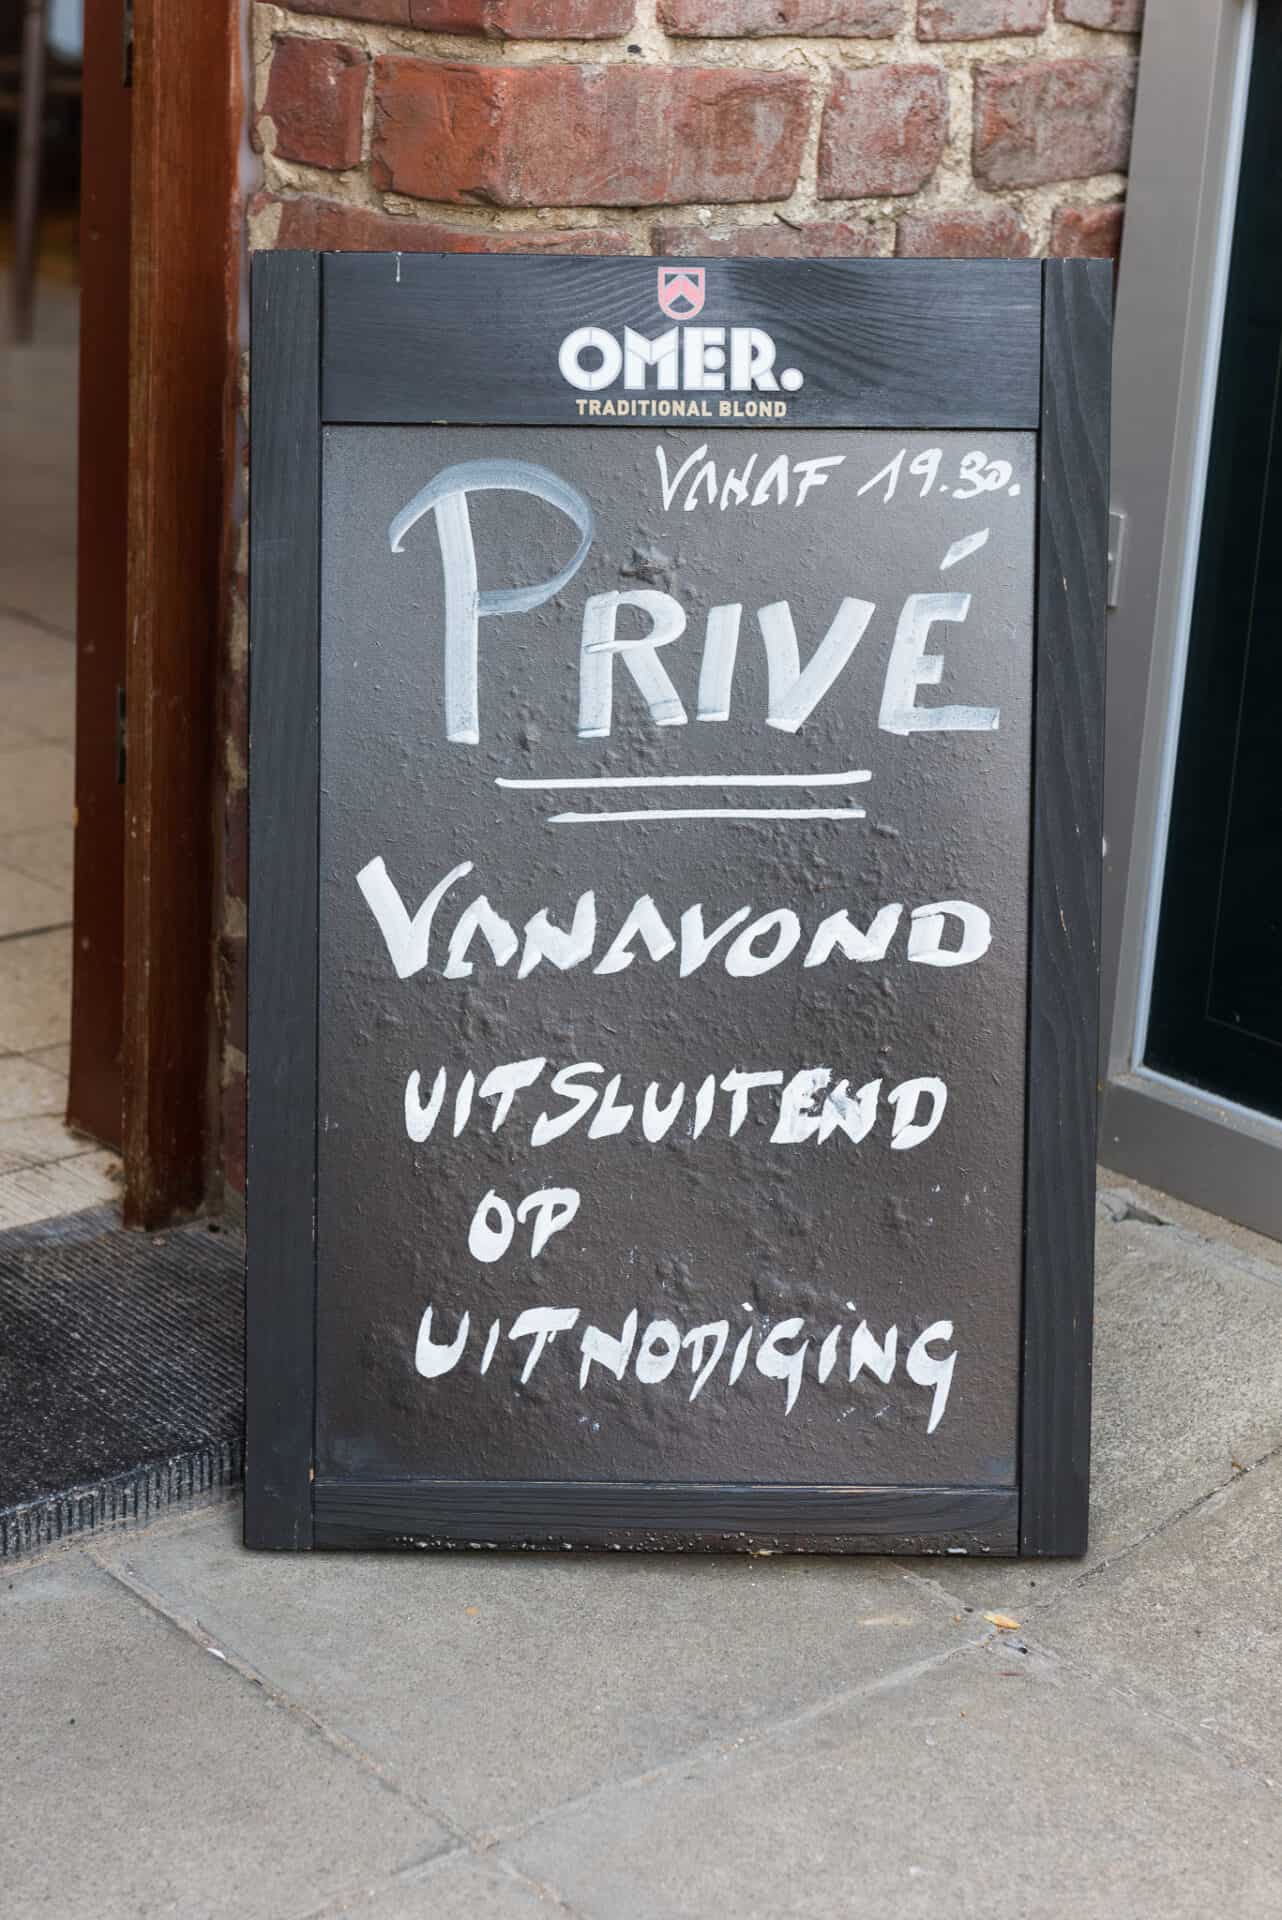 OMER.
TRADITIONAL BLOND
VANAF 19.30.
PRIVÉ
VANAVOND
UITSLUITEND
OP
UITNODIGING